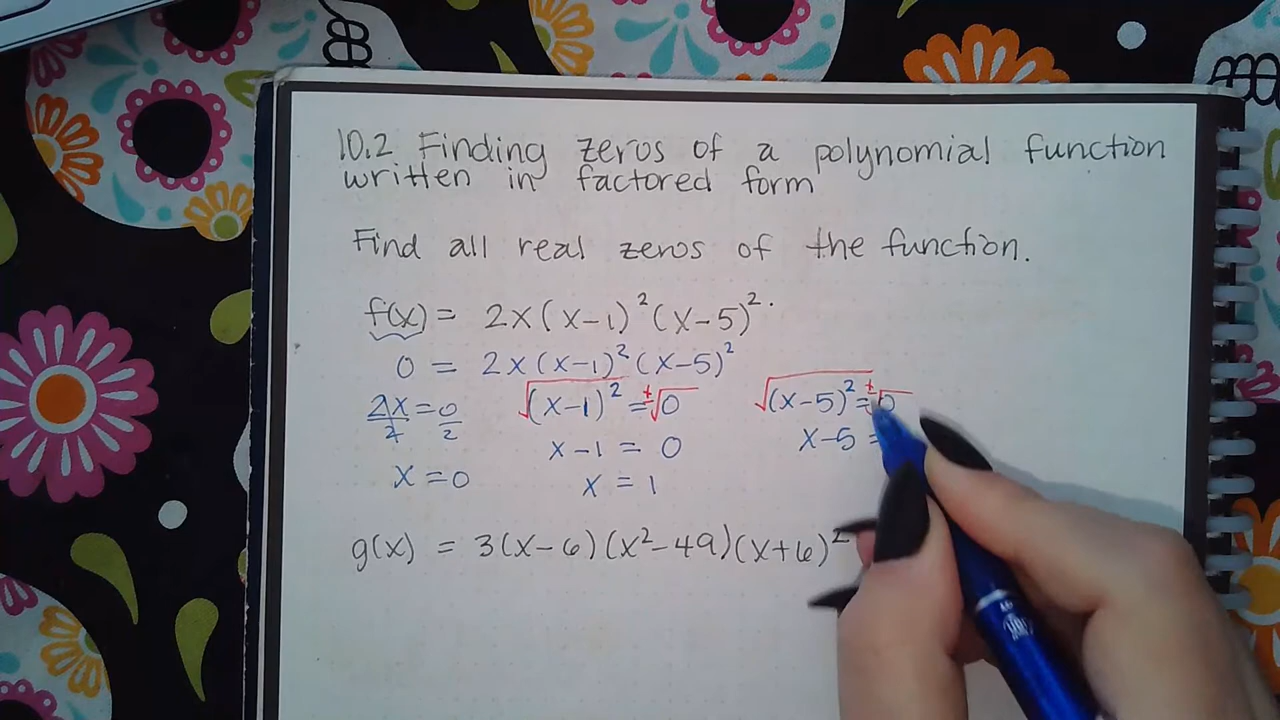 10.2 Finding zeros of a polynomial function
written in factored form
Find all real zeros of the function.
f(x) = 2x(x-1)²(x-5)².
0 = 2x(x-1)²(x-5)²
2x/2 = 0/2   √(x-1)² = ±√0   √(x-5)² = ±√0
x-1 = 0   x-5 =
x = 0   x = 1
g(x) = 3(x-6)(x²-49)(x+6)²